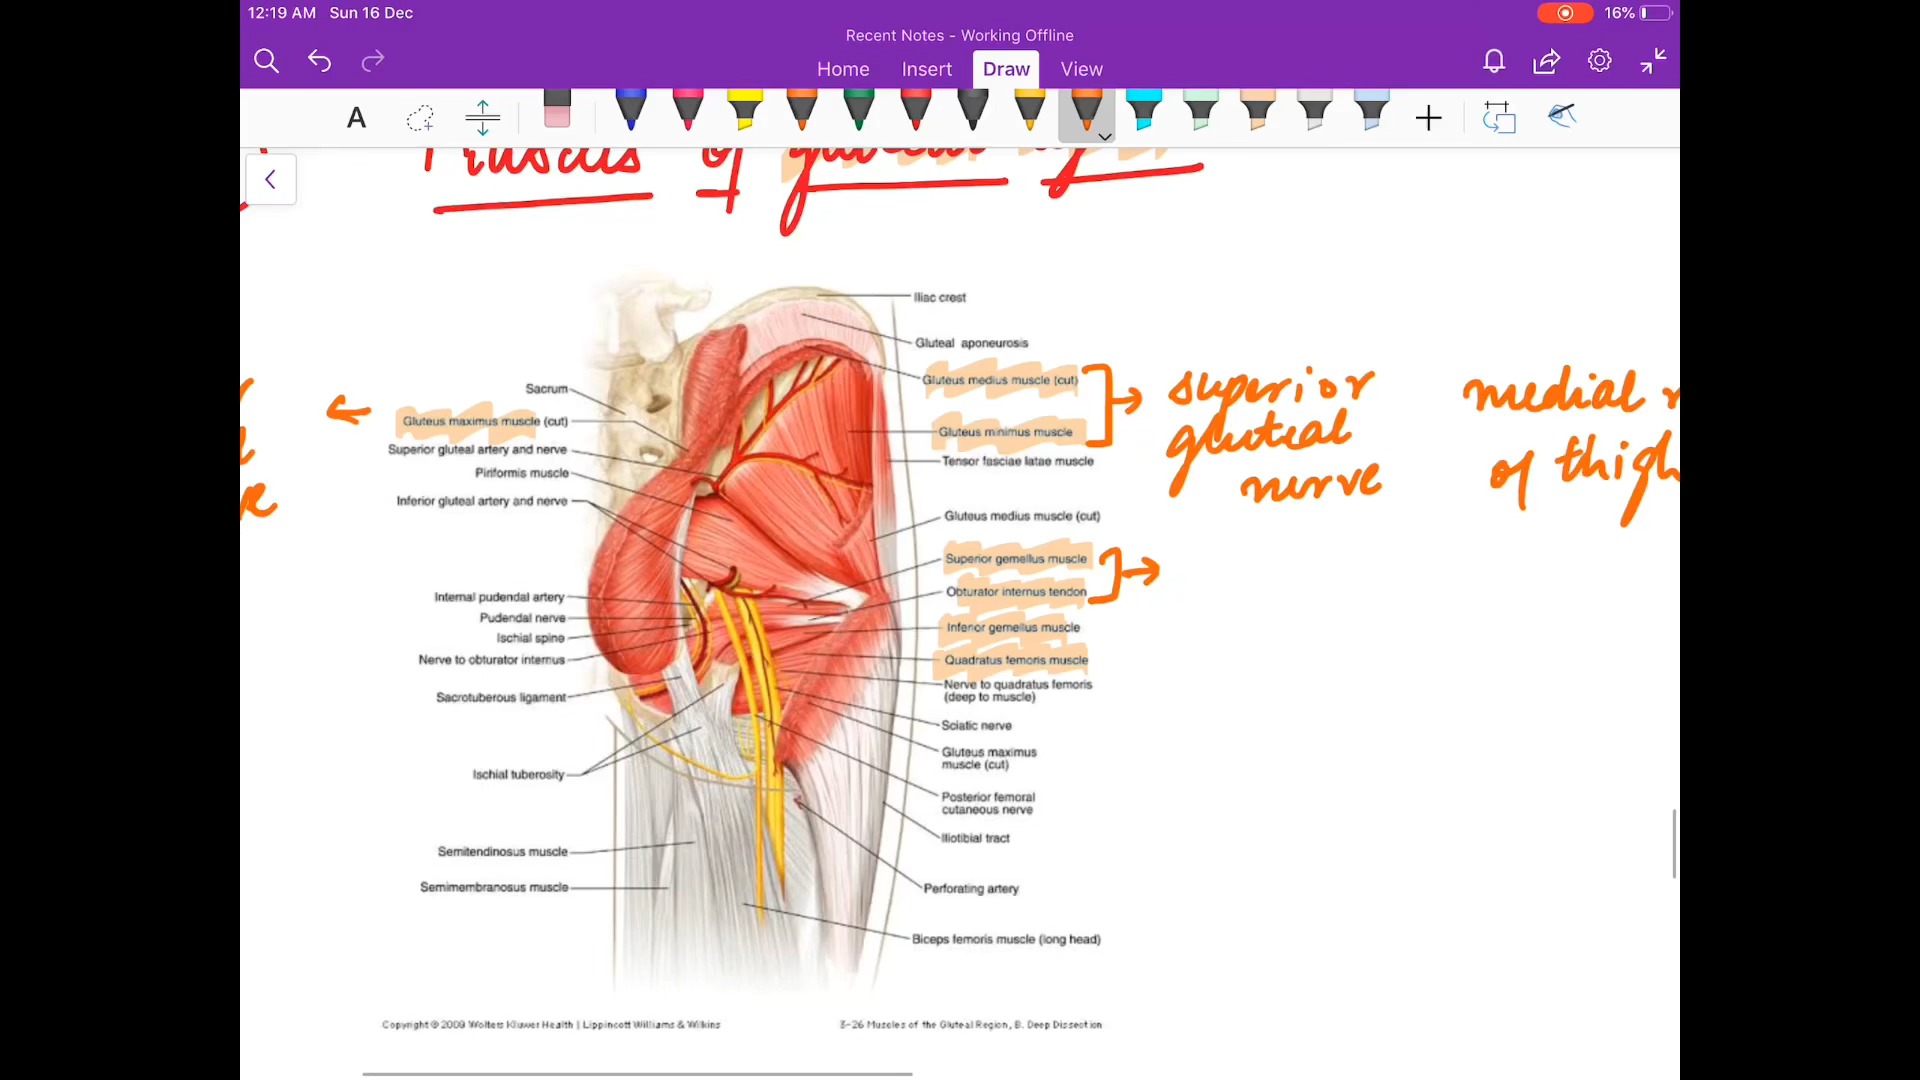 12:19 AM Sun 16 Dec
16%
Recent Notes - Working Offline
Home Insert Draw View
A
Muscles of gluteal
Iliac crest
Gluteal aponeurosis
Gluteus medius muscle (cut)
Gluteus minimus muscle
Tensor fasciae latae muscle
Gluteus medius muscle (cut)
Superior gemellus muscle
Obturator internus tendon
Inferior gemellus muscle
Quadratus femoris muscle
Nerve to quadratus femoris
(deep to muscle)
Sciatic nerve
Gluteus maximus
muscle (cut)
Posterior femoral
cutaneous nerve
Iliotibial tract
Perforating artery
Biceps femoris muscle (long head)
Sacrum
Gluteus maximus muscle (cut)
Superior gluteal artery and nerve
Piriformis muscle
Inferior gluteal artery and nerve
Internal pudendal artery
Pudendal nerve
Ischial spine
Nerve to obturator internus
Sacrotuberous ligament
Ischial tuberosity
Semitendinosus muscle
Semimembranosus muscle
superior
gluteal
nerve
medial
of thigh
Copyright © 2009 Wolters Kluwer Health | Lippincott Williams & Wilkins
3-26 Muscles of the Gluteal Region, B. Deep Dissection